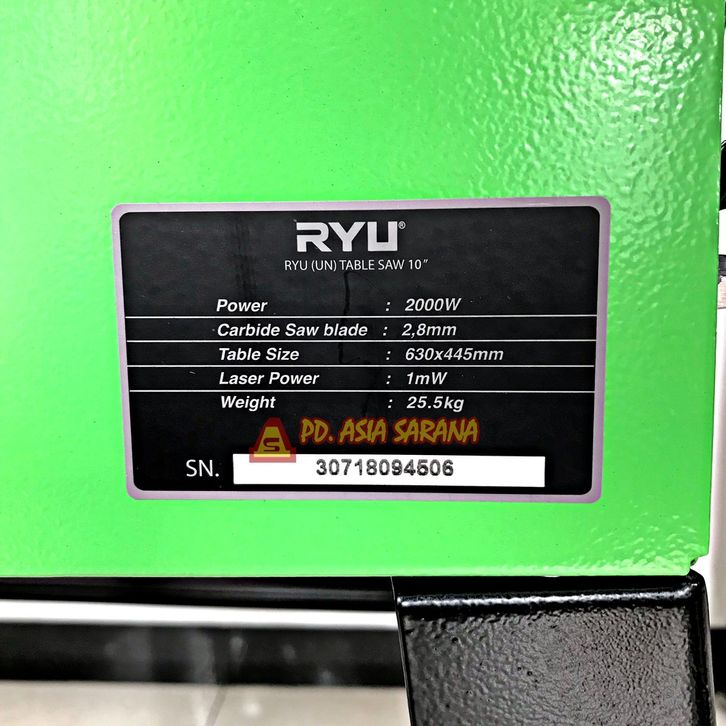 RYU®
RYU (UN) TABLE SAW 10"
Power : 2000W
Carbide Saw blade : 2,8mm
Table Size : 630x445mm
Laser Power : 1mW
Weight : 25.5kg
AS PD. ASIA SARANA
SN. 30718094506